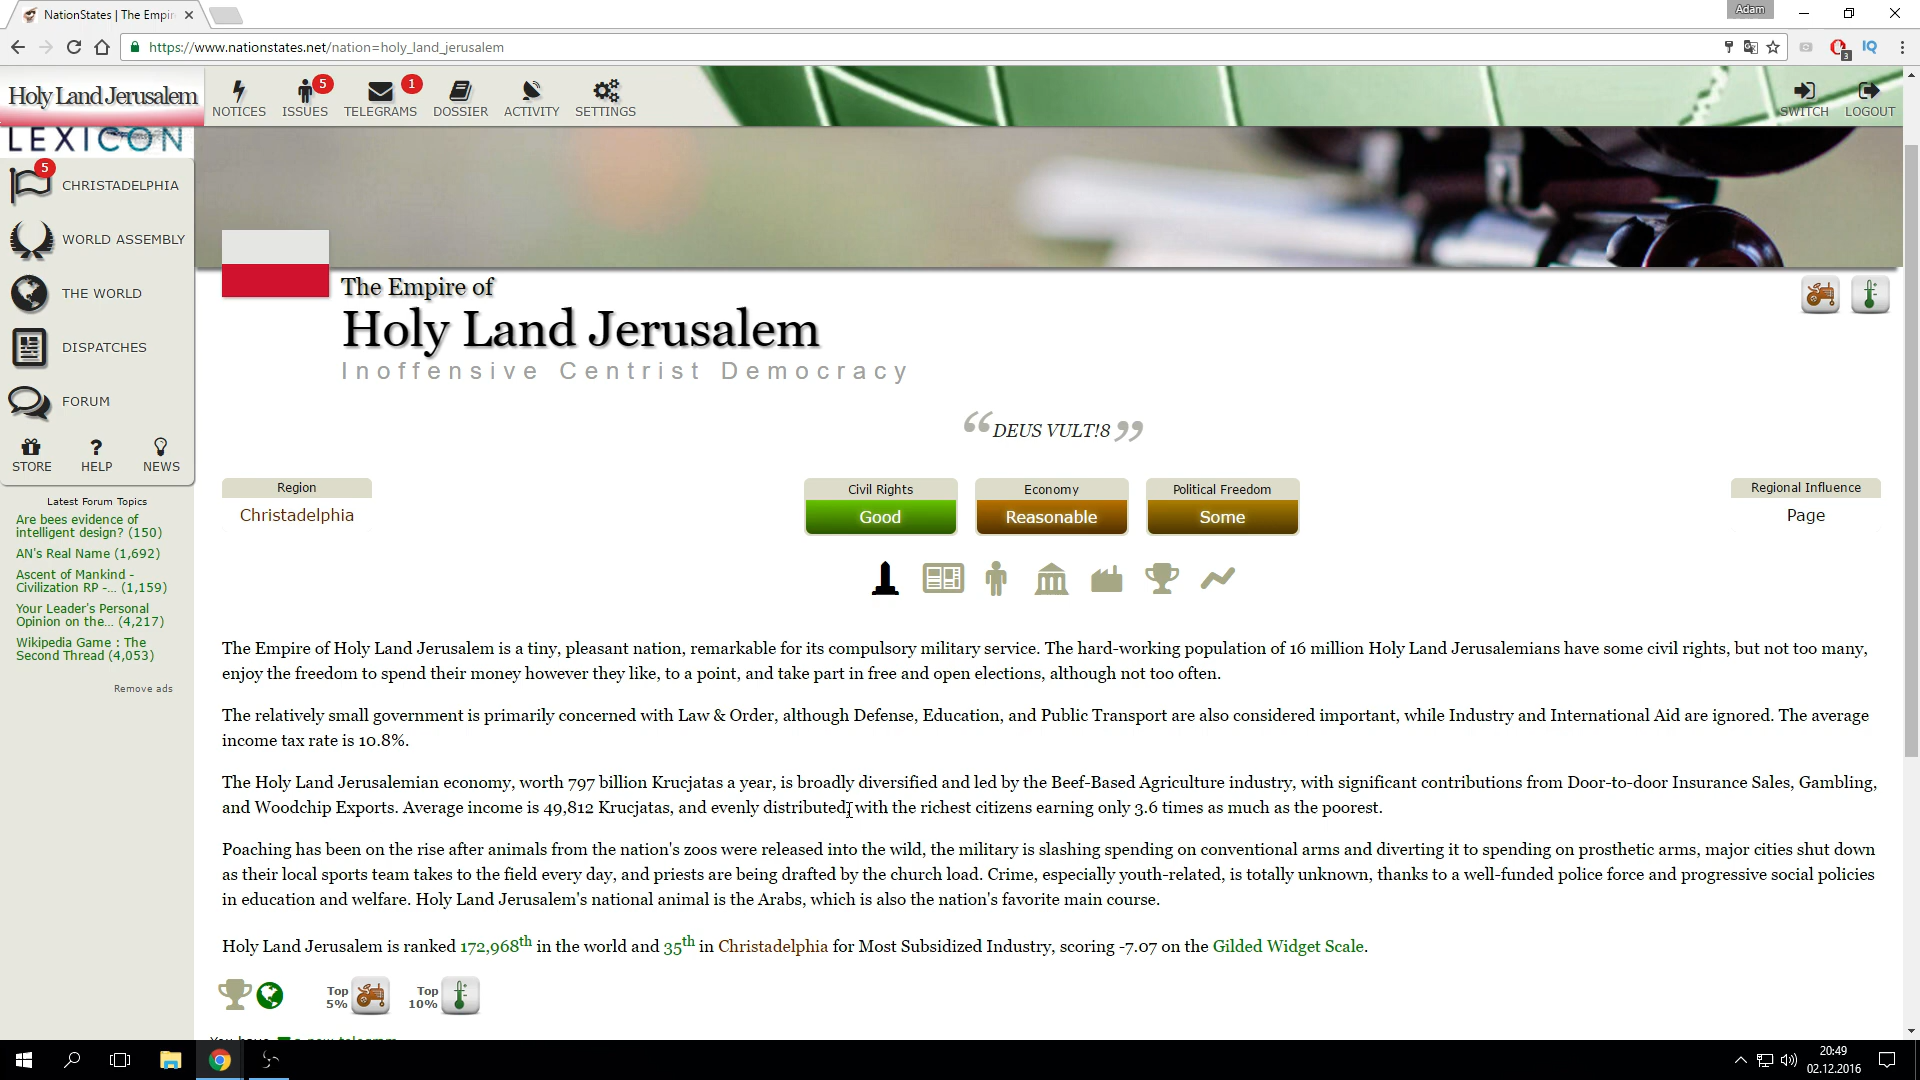 NationStates | The Empir
Adam
https://www.nationstates.net/nation=holy_land_jerusalem
3
IQ
Holy Land Jerusalem
NOTICES
5
ISSUES
1
TELEGRAMS
DOSSIER
ACTIVITY
SETTINGS
SWITCH
LOGOUT
LEXICON
5
CHRISTADELPHIA
WORLD ASSEMBLY
THE WORLD
DISPATCHES
FORUM
STORE
HELP
NEWS
Latest Forum Topics
Are bees evidence of
intelligent design? (150)
AN's Real Name (1,692)
Ascent of Mankind -
Civilization RP -... (1,159)
Your Leader's Personal
Opinion on the... (4,217)
Wikipedia Game : The
Second Thread (4,053)
Remove ads
The Empire of
Holy Land Jerusalem
Inoffensive Centrist Democracy
“DEUS VULT!8”
Region
Christadelphia
Civil Rights
Good
Economy
Reasonable
Political Freedom
Some
Regional Influence
Page
The Empire of Holy Land Jerusalem is a tiny, pleasant nation, remarkable for its compulsory military service. The hard-working population of 16 million Holy Land Jerusalemians have some civil rights, but not too many,
enjoy the freedom to spend their money however they like, to a point, and take part in free and open elections, although not too often.
The relatively small government is primarily concerned with Law & Order, although Defense, Education, and Public Transport are also considered important, while Industry and International Aid are ignored. The average
income tax rate is 10.8%.
The Holy Land Jerusalemian economy, worth 797 billion Krucjatas a year, is broadly diversified and led by the Beef-Based Agriculture industry, with significant contributions from Door-to-door Insurance Sales, Gambling,
and Woodchip Exports. Average income is 49,812 Krucjatas, and evenly distributed, with the richest citizens earning only 3.6 times as much as the poorest.
Poaching has been on the rise after animals from the nation's zoos were released into the wild, the military is slashing spending on conventional arms and diverting it to spending on prosthetic arms, major cities shut down
as their local sports team takes to the field every day, and priests are being drafted by the church load. Crime, especially youth-related, is totally unknown, thanks to a well-funded police force and progressive social policies
in education and welfare. Holy Land Jerusalem's national animal is the Arabs, which is also the nation's favorite main course.
Holy Land Jerusalem is ranked 172,968th in the world and 35th in Christadelphia for Most Subsidized Industry, scoring -7.07 on the Gilded Widget Scale.
Top
5%
Top
10%
20:49
02.12.2016